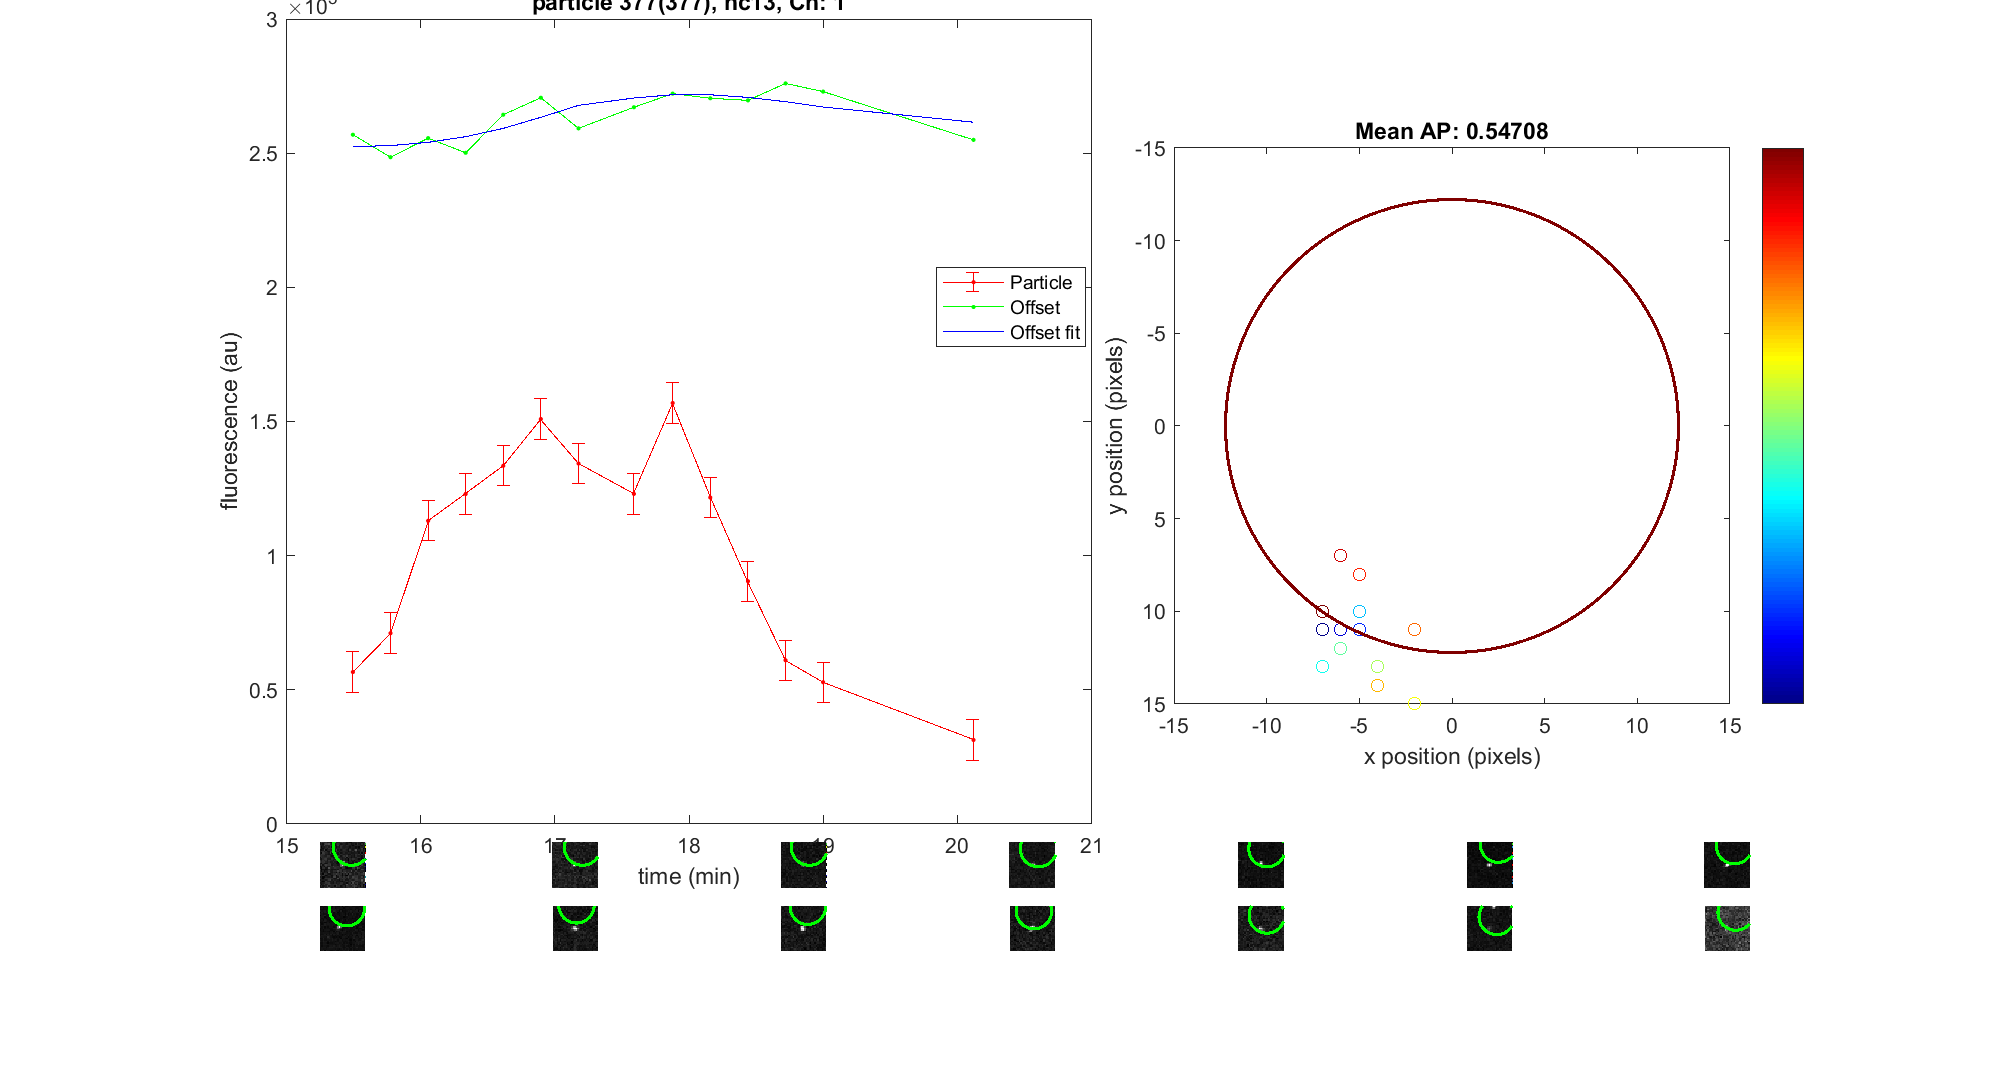 ×10
particle 377(377), nc13, Ch: 1
3
2.5
2
1.5
1
0.5
0
fluorescence (au)
15 16 17 18 19 20 21
time (min)
Particle
Offset
Offset fit
Mean AP: 0.54708
-15
-10
-5
0
5
10
15
y position (pixels)
-15 -10 -5 0 5 10 15
x position (pixels)